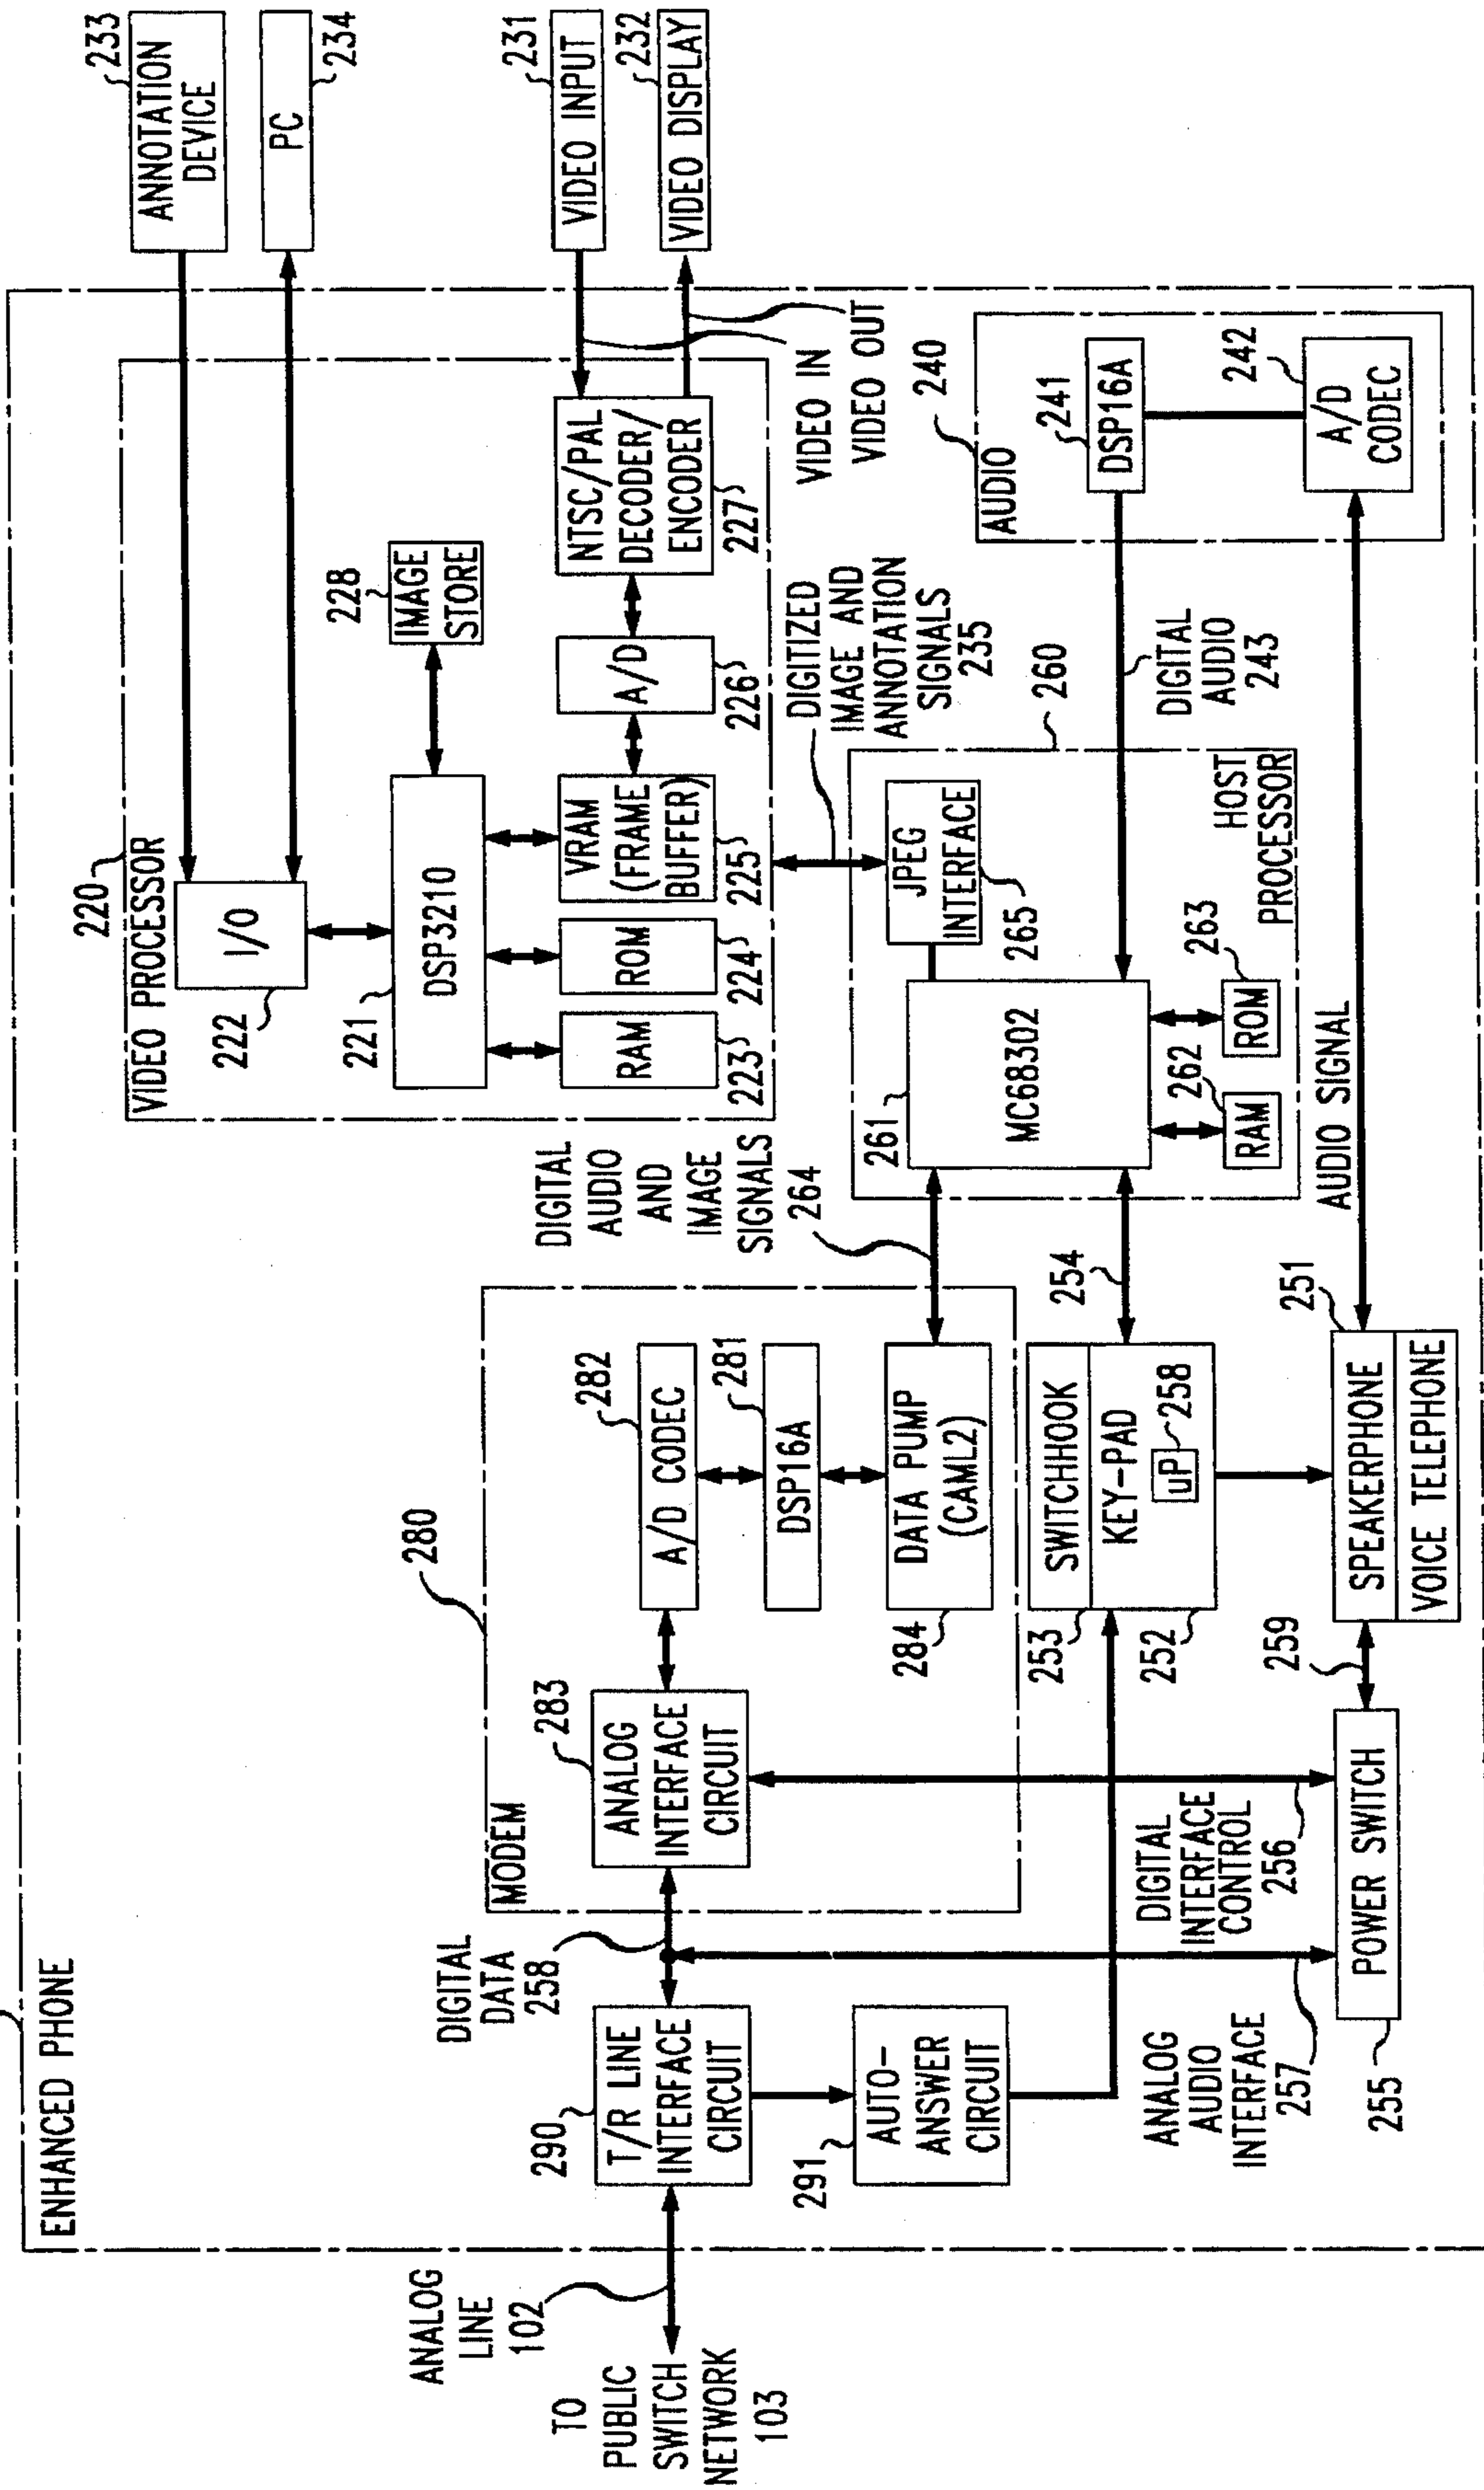 ENHANCED PHONE
TO
PUBLIC
SWITCH
NETWORK
103
ANALOG
LINE
102
290
T/R LINE
INTERFACE
CIRCUIT
291
AUTO-
ANSWER
CIRCUIT
DIGITAL
DATA
258
280
MODEM
283
ANALOG
INTERFACE
CIRCUIT
282
A/D CODEC
281
DSP16A
DATA PUMP
(CAML2)
284
DIGITAL
INTERFACE
CONTROL
256
ANALOG
AUDIO
INTERFACE
257
POWER SWITCH
255
259
251
SPEAKERPHONE
VOICE TELEPHONE
SWITCHHOOK
253
KEY-PAD
252
uP
258
254
DIGITAL
AUDIO
AND
IMAGE
SIGNALS
264
220
VIDEO PROCESSOR
I/O
222
221
DSP3210
228
IMAGE
STORE
RAM
223
ROM
224
VRAM
(FRAME
BUFFER)
225
A/D
226
NTSC/PAL
DECODER/
ENCODER
227
233
ANNOTATION
DEVICE
PC
234
231
VIDEO INPUT
232
VIDEO DISPLAY
VIDEO IN
VIDEO OUT
DIGITIZED
IMAGE AND
ANNOTATION
SIGNALS
235
260
HOST
PROCESSOR
JPEG
INTERFACE
265
261
MC68302
262
RAM
263
ROM
DIGITAL
AUDIO
243
AUDIO SIGNAL
240
AUDIO
241
DSP16A
242
A/D
CODEC